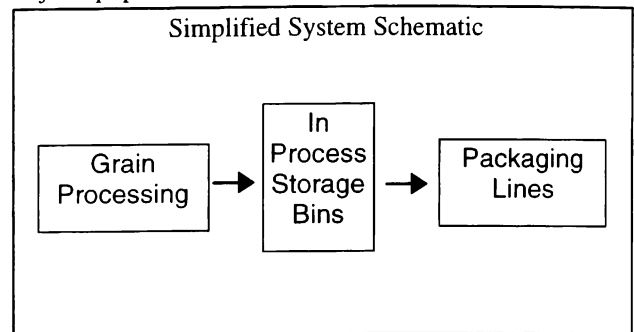 Simplified System Schematic
Grain
Processing
In
Process
Storage
Bins
Packaging
Lines